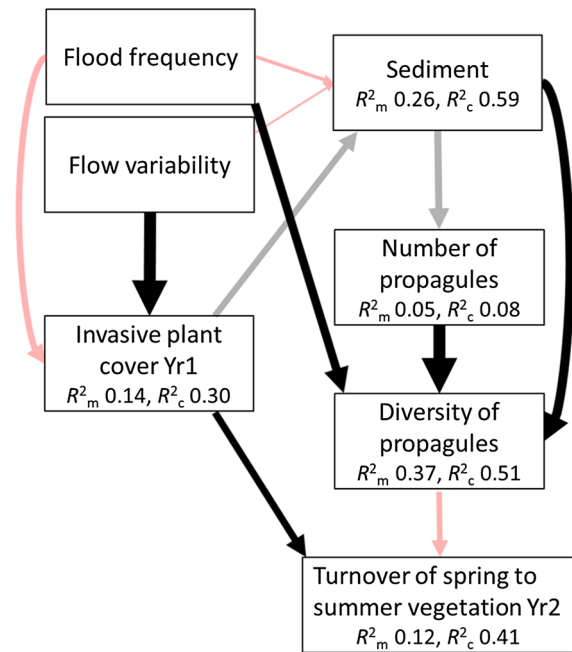 Flood frequency
Sediment
R²m 0.26, R²c 0.59
Flow variability
Number of
propagules
R²m 0.05, R²c 0.08
Invasive plant
cover Yr1
R²m 0.14, R²c 0.30
Diversity of
propagules
R²m 0.37, R²c 0.51
Turnover of spring to
summer vegetation Yr2
R²m 0.12, R²c 0.41